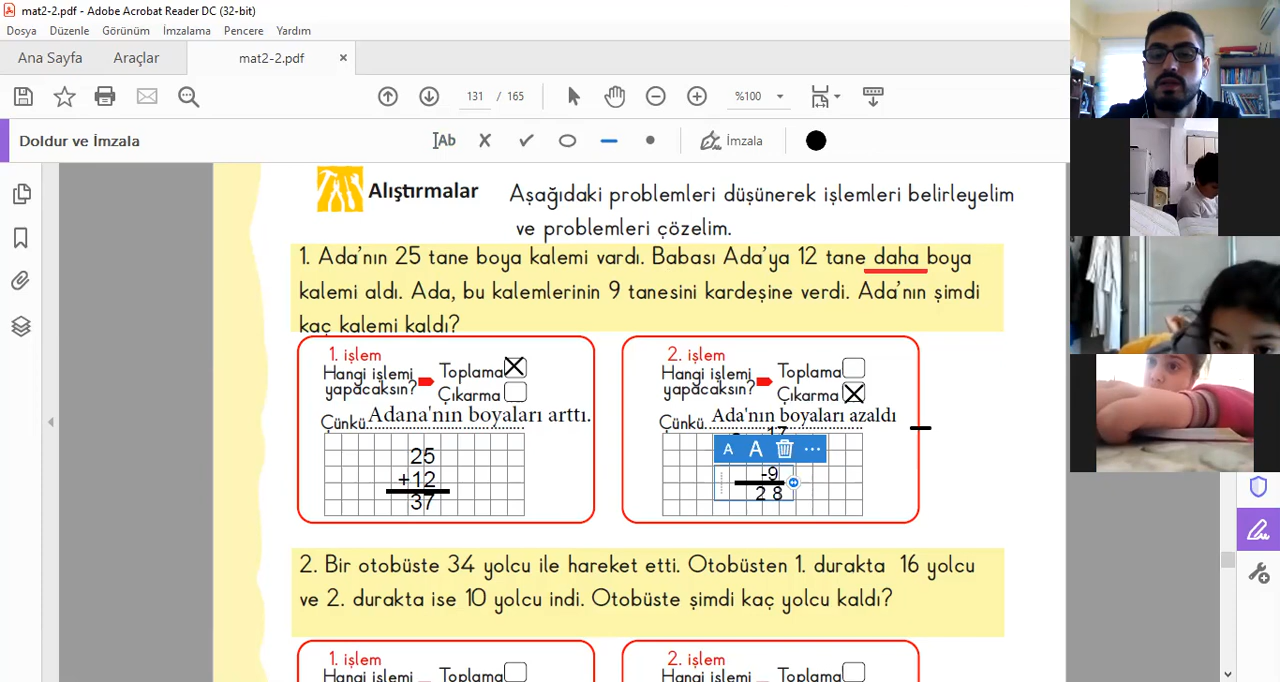 mat2-2.pdf - Adobe Acrobat Reader DC (32-bit)
Dosya Düzenle Görünüm İmzalama Pencere Yardım
Ana Sayfa Araçlar mat2-2.pdf ×
131 / 165 %100
Doldur ve İmzala IAb İmzala
Alıştırmalar Aşağıdaki problemleri düşünerek işlemleri belirleyelim
ve problemleri çözelim.
1. Ada'nın 25 tane boya kalemi vardı. Babası Ada'ya 12 tane daha boya
kalemi aldı. Ada, bu kalemlerinin 9 tanesini kardeşine verdi. Ada'nın şimdi
kaç kalemi kaldı?
1. işlem
Hangi işlemi
yapacaksın?
Toplama X
Çıkarma
Çünkü Adana'nın boyaları arttı.
25
+12
37
2. işlem
Hangi işlemi
yapacaksın?
Toplama
Çıkarma X
Çünkü Ada'nın boyaları azaldı
17
A A ...
-9
2 8
2. Bir otobüste 34 yolcu ile hareket etti. Otobüsten 1. durakta 16 yolcu
ve 2. durakta ise 10 yolcu indi. Otobüste şimdi kaç yolcu kaldı?
1. işlem
Hangi işlemi Toplama
2. işlem
Hangi işlemi Toplama